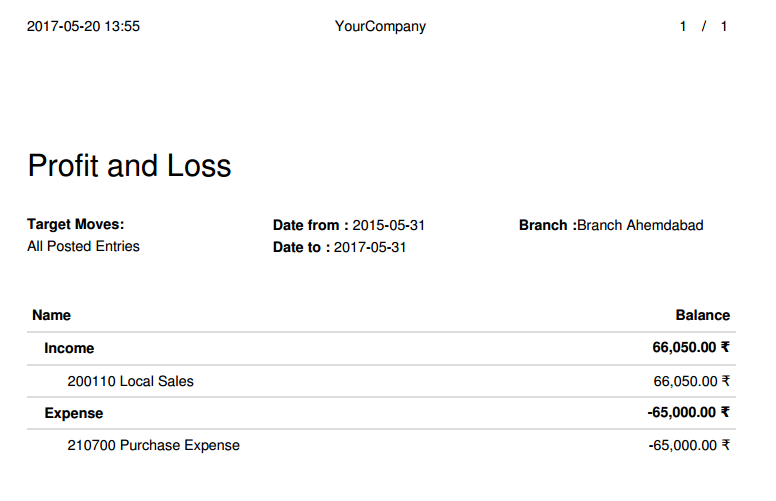 2017-05-20 13:55 YourCompany 1 / 1
Profit and Loss
Target Moves: Date from : 2015-05-31 Branch :Branch Ahemdabad
All Posted Entries Date to : 2017-05-31
Name Balance
Income 66,050.00 ₹
200110 Local Sales 66,050.00 ₹
Expense -65,000.00 ₹
210700 Purchase Expense -65,000.00 ₹